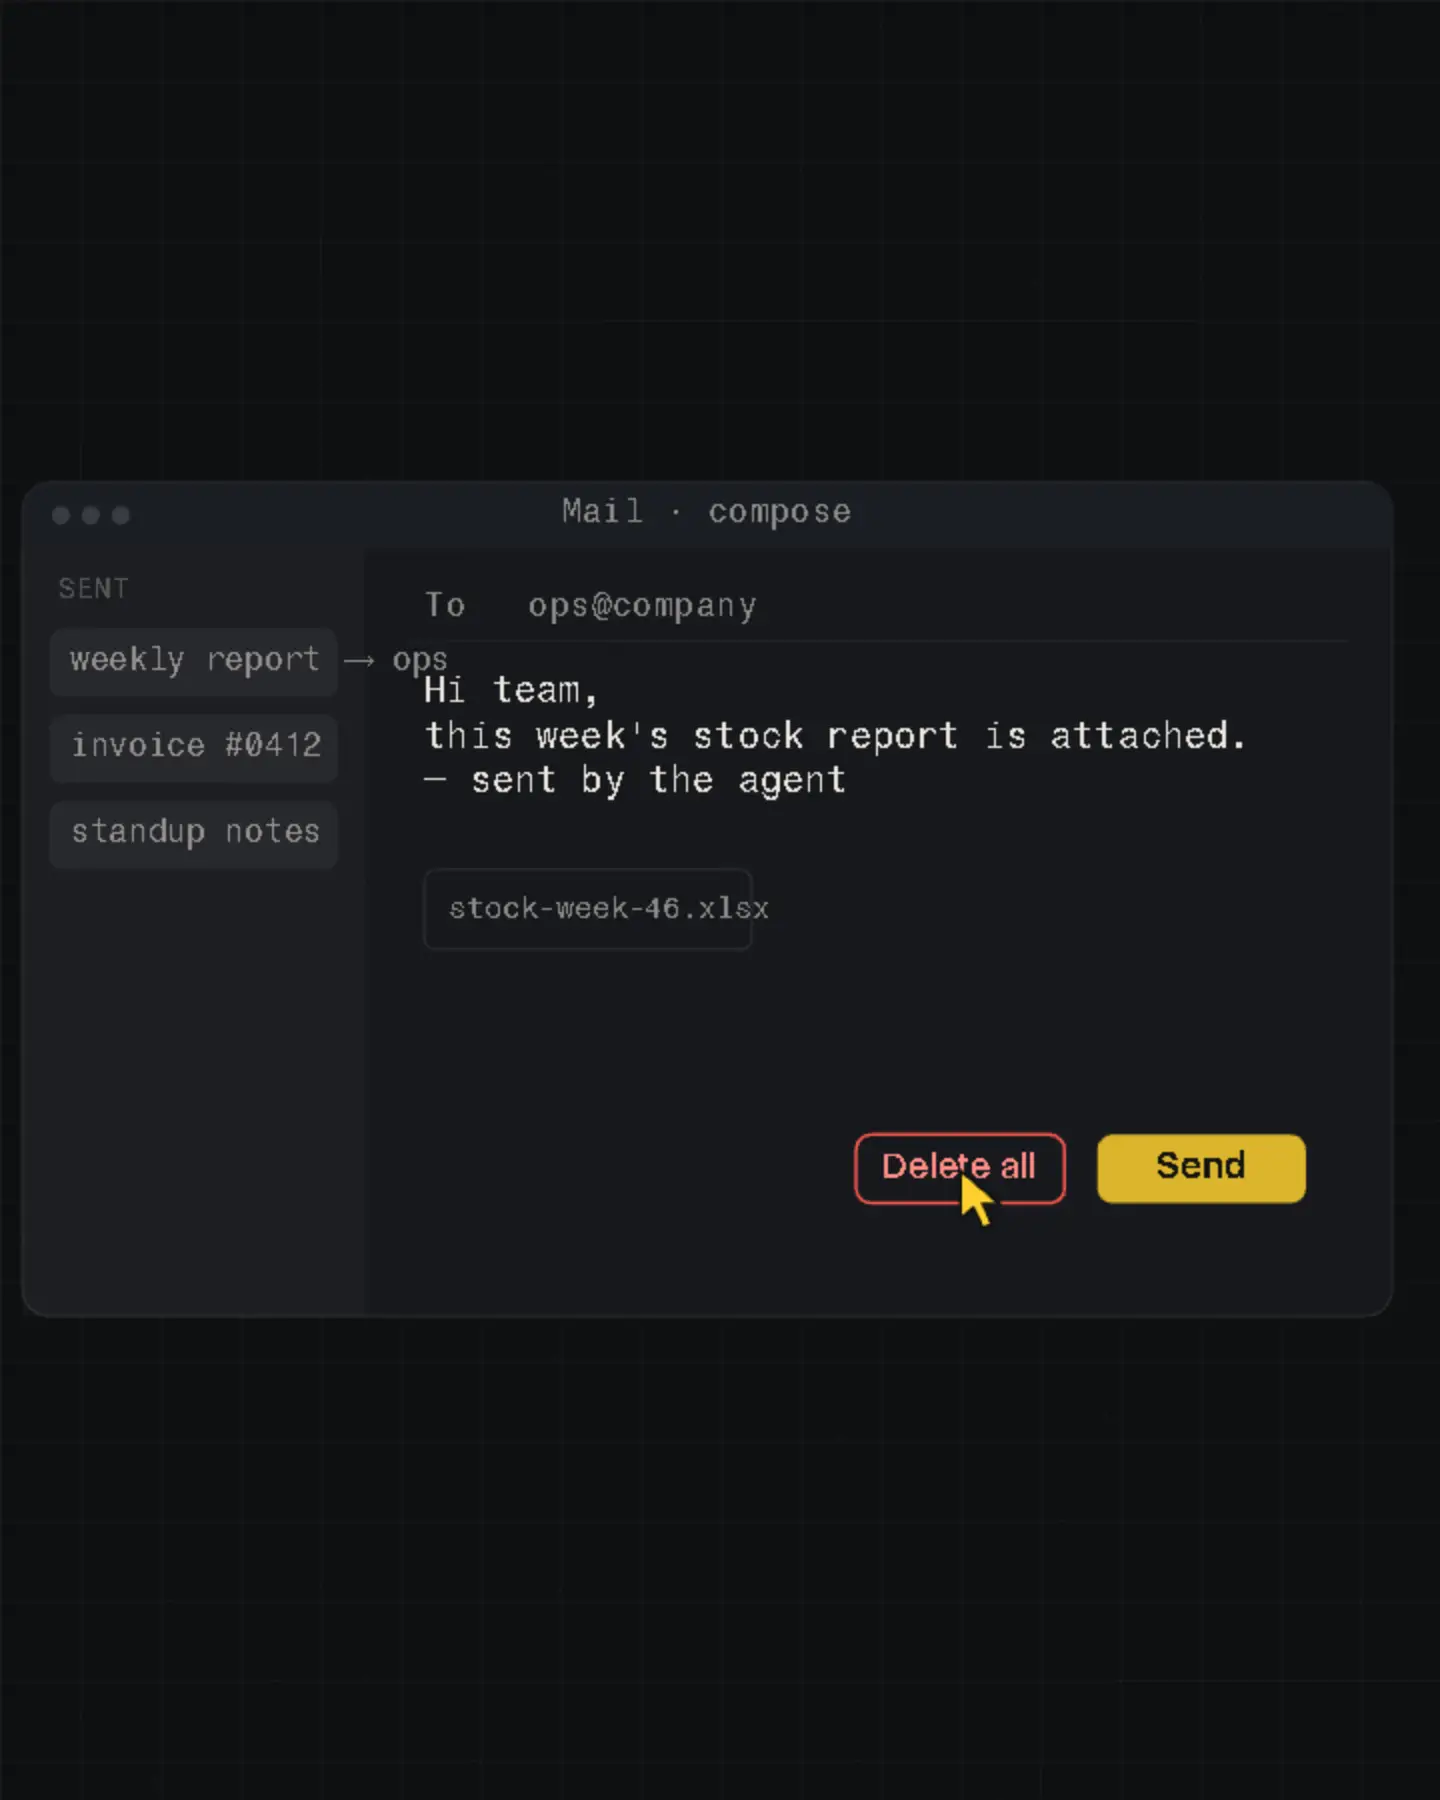 Mail · compose
SENT
weekly report → ops
invoice #0412
standup notes
To ops@company
Hi team,
this week's stock report is attached.
— sent by the agent
stock-week-46.xlsx
Delete all
Send